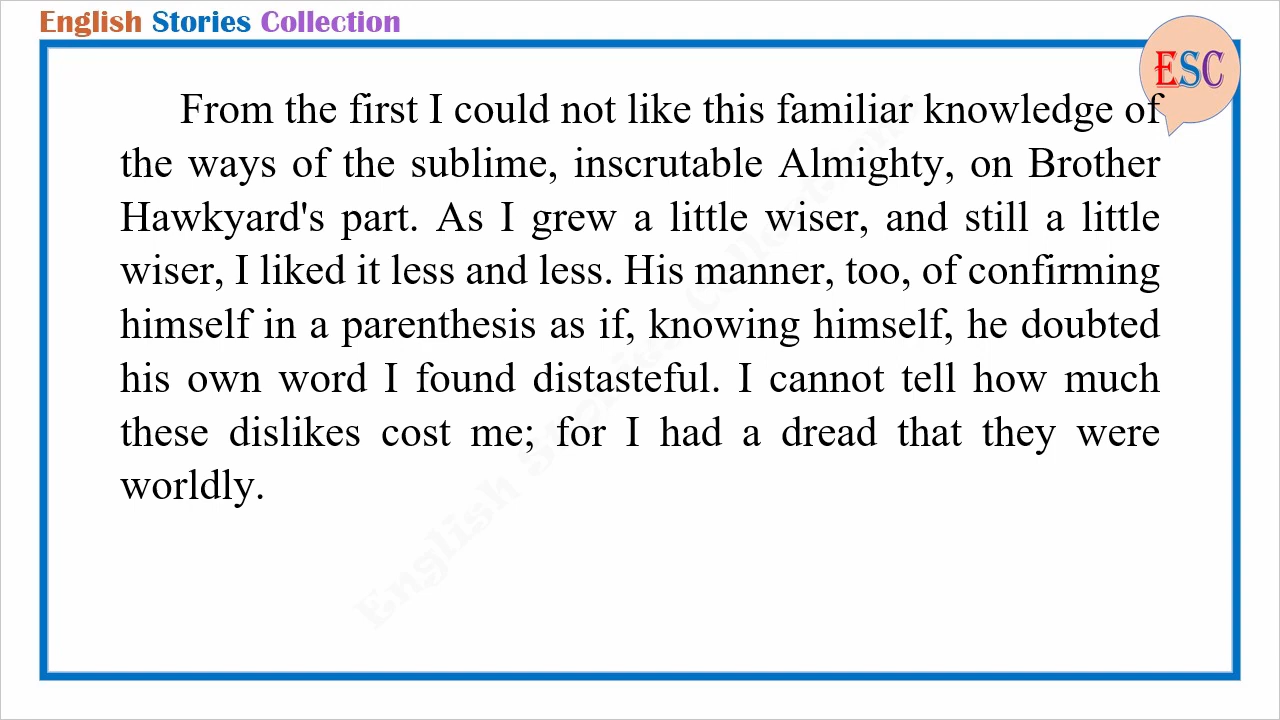 English Stories Collection
ESC
From the first I could not like this familiar knowledge of
the ways of the sublime, inscrutable Almighty, on Brother
Hawkyard's part. As I grew a little wiser, and still a little
wiser, I liked it less and less. His manner, too, of confirming
himself in a parenthesis as if, knowing himself, he doubted
his own word I found distasteful. I cannot tell how much
these dislikes cost me; for I had a dread that they were
worldly.
English Stories Collection